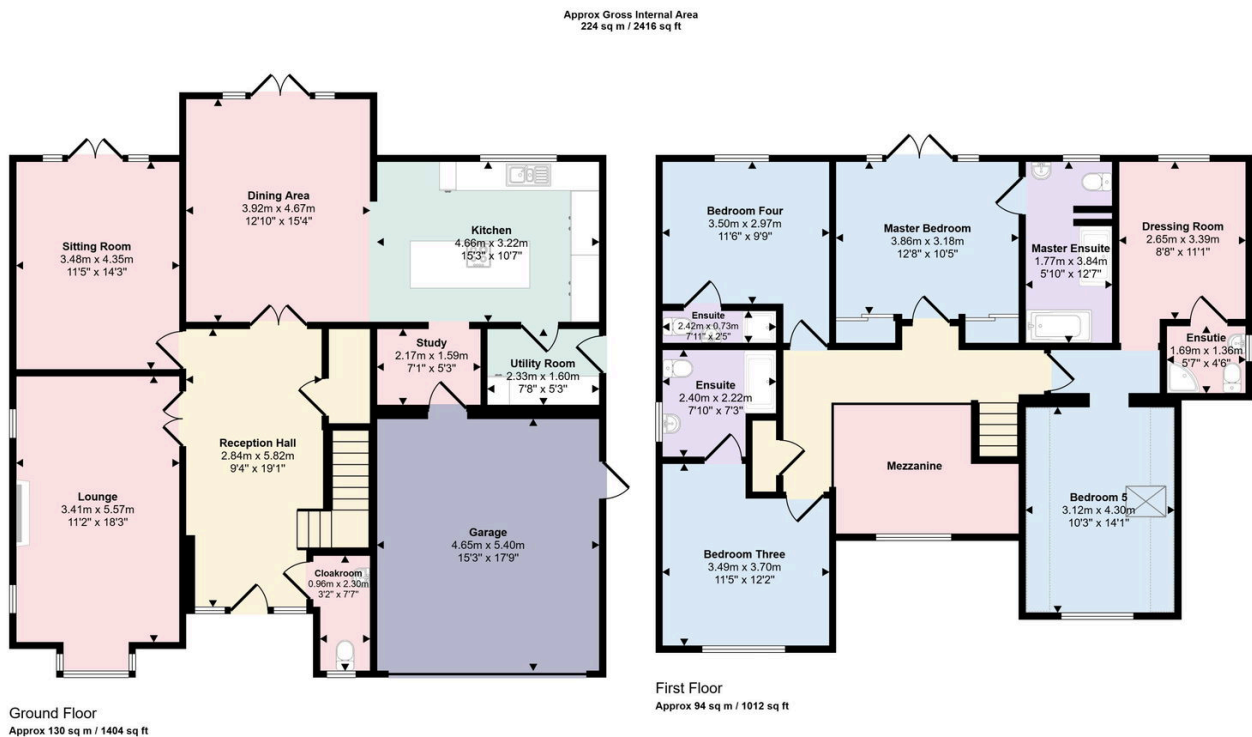 Approx Gross Internal Area
224 sq m / 2416 sq ft
Sitting Room
3.48m x 4.35m
11'5" x 14'3"
Dining Area
3.92m x 4.67m
12'10" x 15'4"
Kitchen
4.66m x 3.22m
15'3" x 10'7"
Study
2.17m x 1.59m
7'1" x 5'3"
Utility Room
2.33m x 1.60m
7'8" x 5'3"
Reception Hall
2.84m x 5.82m
9'4" x 19'1"
Lounge
3.41m x 5.57m
11'2" x 18'3"
Garage
4.65m x 5.40m
15'3" x 17'9"
Cloakroom
0.96m x 2.30m
3'2" x 7'7"
Ground Floor
Approx 130 sq m / 1404 sq ft
Bedroom Four
3.50m x 2.97m
11'6" x 9'9"
Master Bedroom
3.86m x 3.18m
12'8" x 10'5"
Master Ensuite
1.77m x 3.84m
5'10" x 12'7"
Dressing Room
2.65m x 3.39m
8'8" x 11'1"
Ensuite
2.42m x 0.73m
7'11" x 2'5"
Ensuite
2.40m x 2.22m
7'10" x 7'3"
Ensutie
1.69m x 1.36m
5'7" x 4'6"
Mezzanine
Bedroom 5
3.12m x 4.30m
10'3" x 14'1"
Bedroom Three
3.49m x 3.70m
11'5" x 12'2"
First Floor
Approx 94 sq m / 1012 sq ft